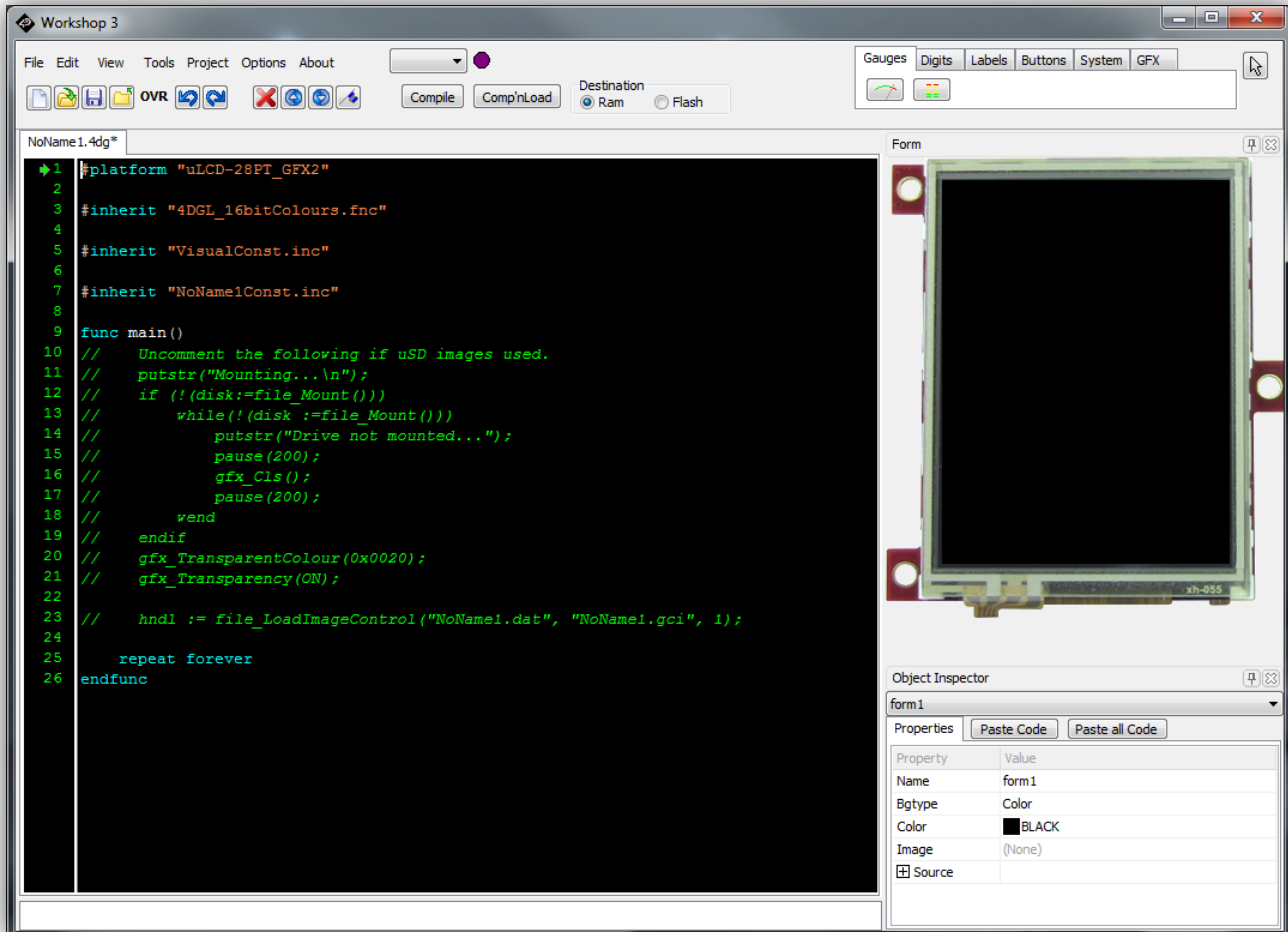 Workshop 3
File Edit View Tools Project Options About
OVR
Compile Comp'nLoad
Destination
Ram Flash
Gauges Digits Labels Buttons System GFX
NoName1.4dg*
1 #platform "uLCD-28PT_GFX2"
2
3 #inherit "4DGL_16bitColours.fnc"
4
5 #inherit "VisualConst.inc"
6
7 #inherit "NoName1Const.inc"
8
9 func main()
10 //    Uncomment the following if uSD images used.
11 //    putstr("Mounting...\n");
12 //    if (!(disk:=file_Mount()))
13 //        while(!(disk :=file_Mount()))
14 //            putstr("Drive not mounted...");
15 //            pause(200);
16 //            gfx_Cls();
17 //            pause(200);
18 //        wend
19 //    endif
20 //    gfx_TransparentColour(0x0020);
21 //    gfx_Transparency(ON);
22
23 //    hndl := file_LoadImageControl("NoName1.dat", "NoName1.gci", 1);
24
25     repeat forever
26 endfunc
Form
xh-055
Object Inspector
form1
Properties Paste Code Paste all Code
Property Value
Name form1
Bgtype Color
Color BLACK
Image (None)
Source